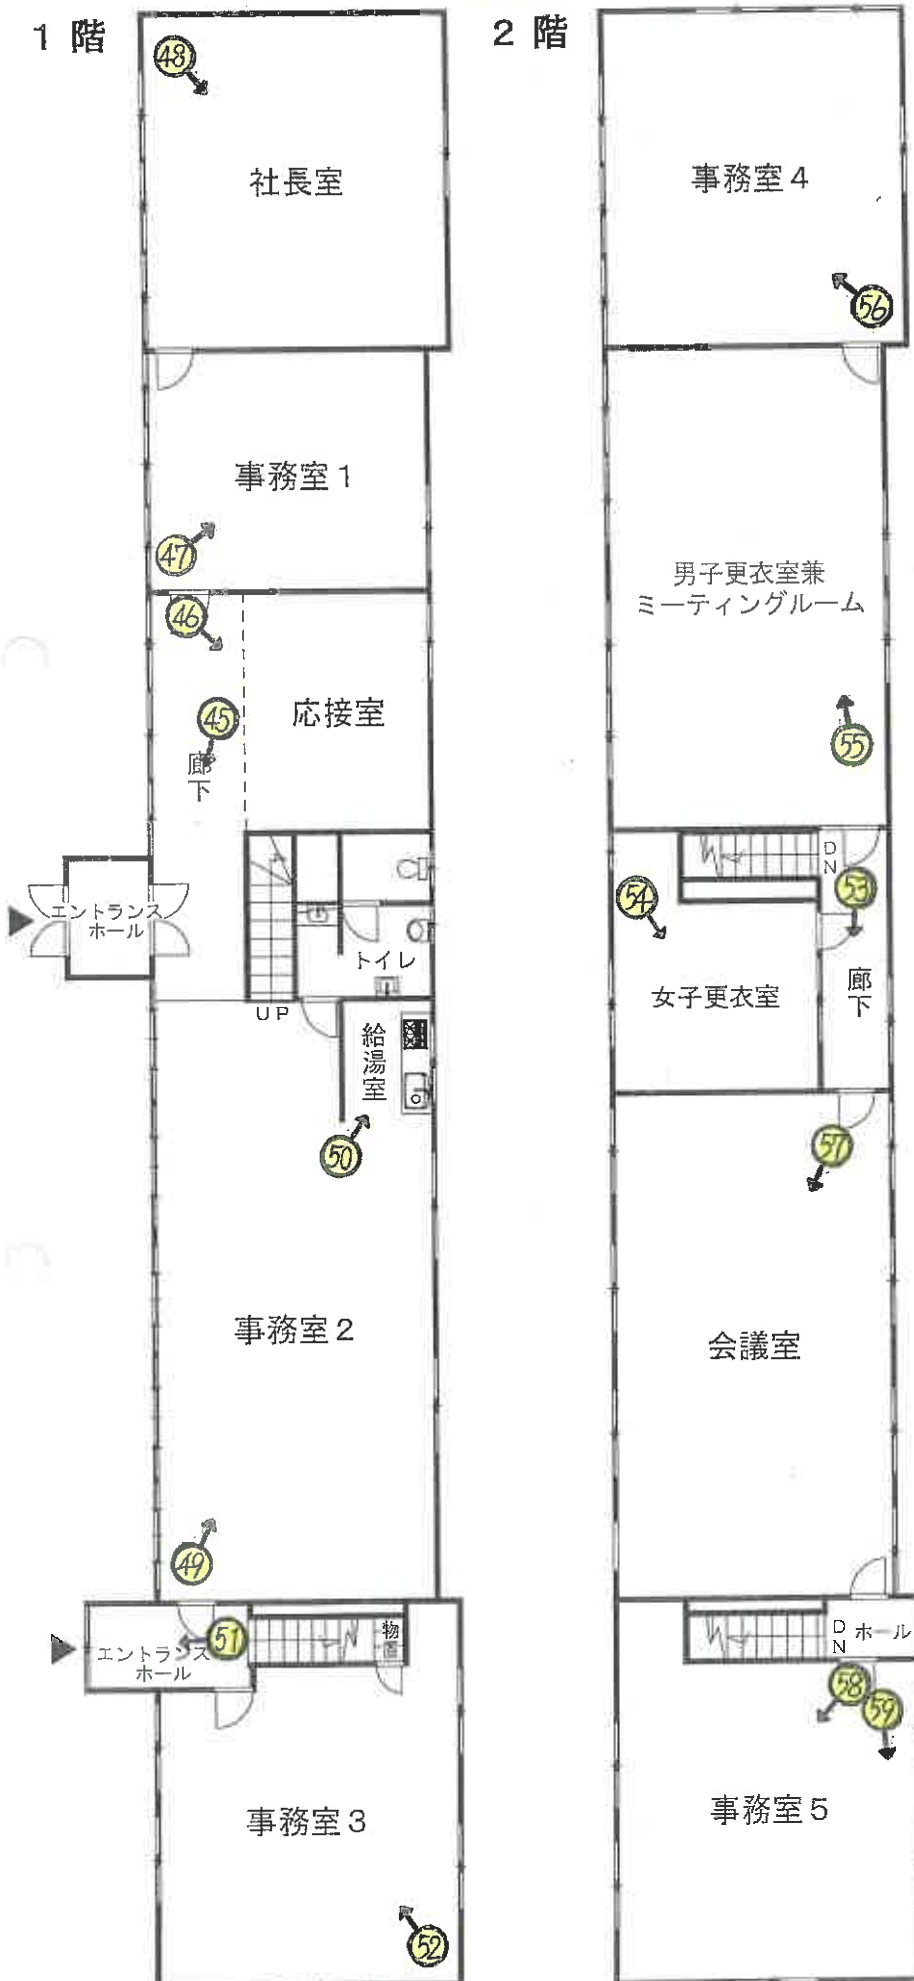 1 階
48
社長室
事務室1
47
46
45
応接室
廊下
エントランス
ホール
トイレ
UP
給湯室
50
事務室2
49
51
物置
エントランス
ホール
事務室3
52
2 階
事務室4
56
男子更衣室兼
ミーティングルーム
55
DN
53
54
女子更衣室
廊下
57
会議室
DN
ホール
58
59
事務室5